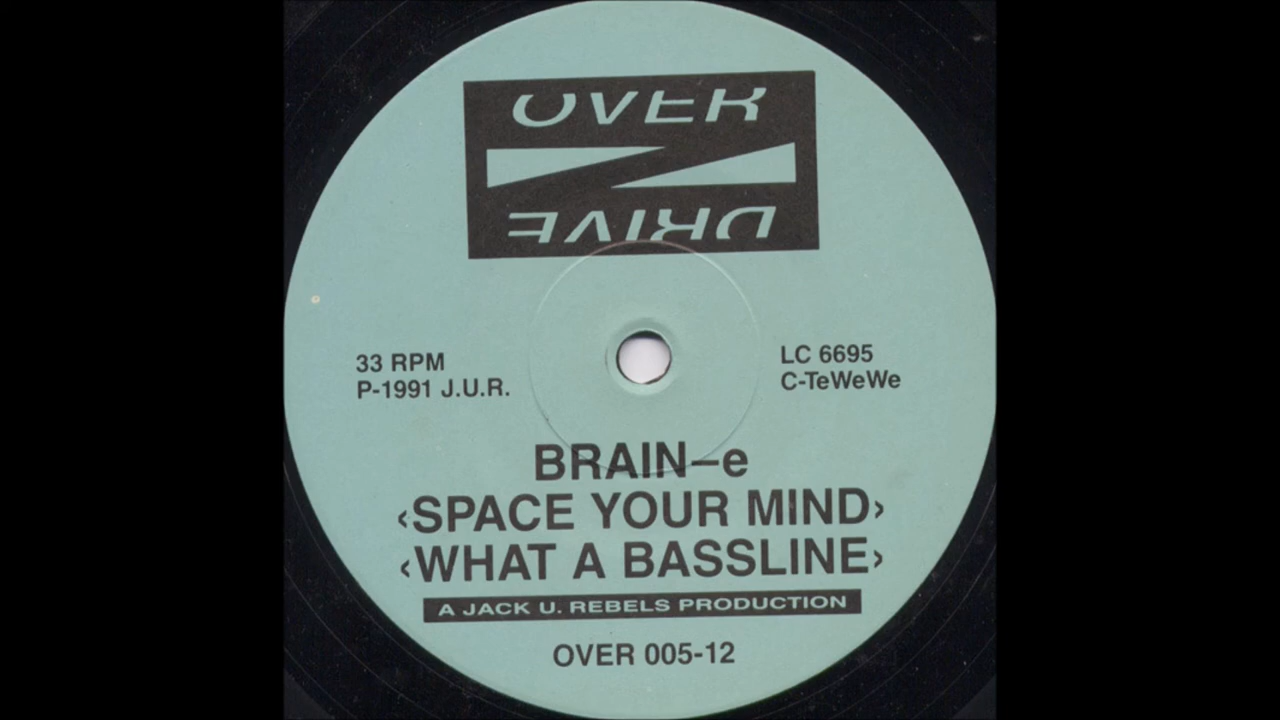 OVER
DRIVE
33 RPM
P-1991 J.U.R.
LC 6695
C-TeWeWe
BRAIN–e
‹SPACE YOUR MIND›
‹WHAT A BASSLINE›
A JACK U. REBELS PRODUCTION
OVER 005-12